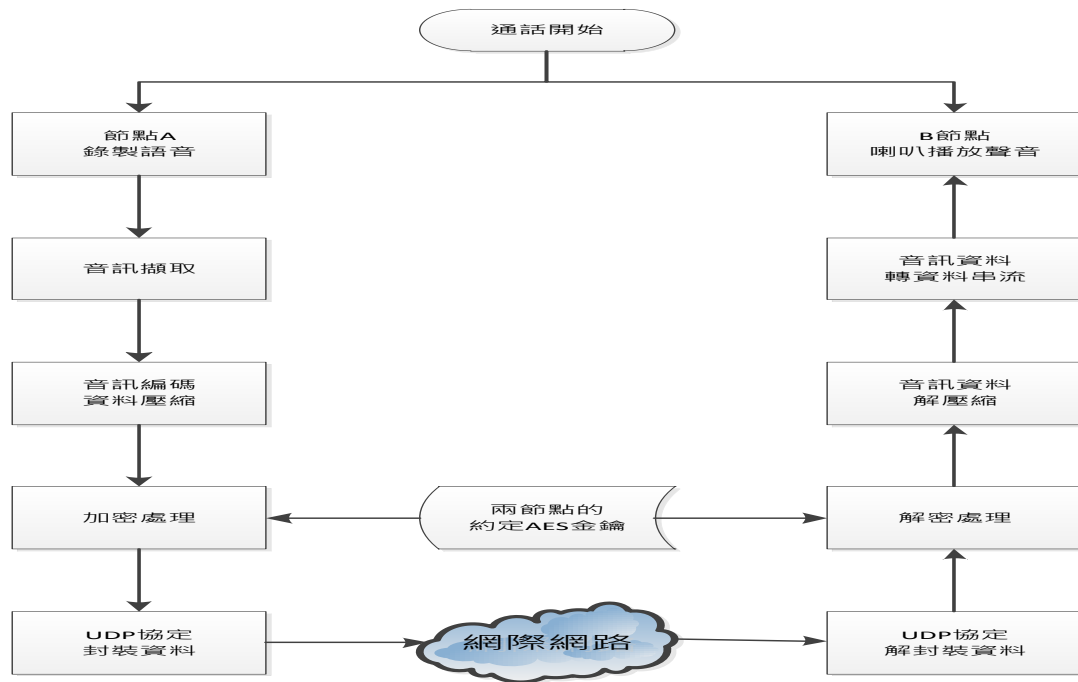 通話開始
節點A
錄製語音
B節點
喇叭播放聲音
音訊擷取
音訊資料
轉資料串流
音訊編碼
資料壓縮
音訊資料
解壓縮
加密處理
兩節點的
約定AES金鑰
解密處理
UDP協定
封裝資料
網際網路
UDP協定
解封裝資料